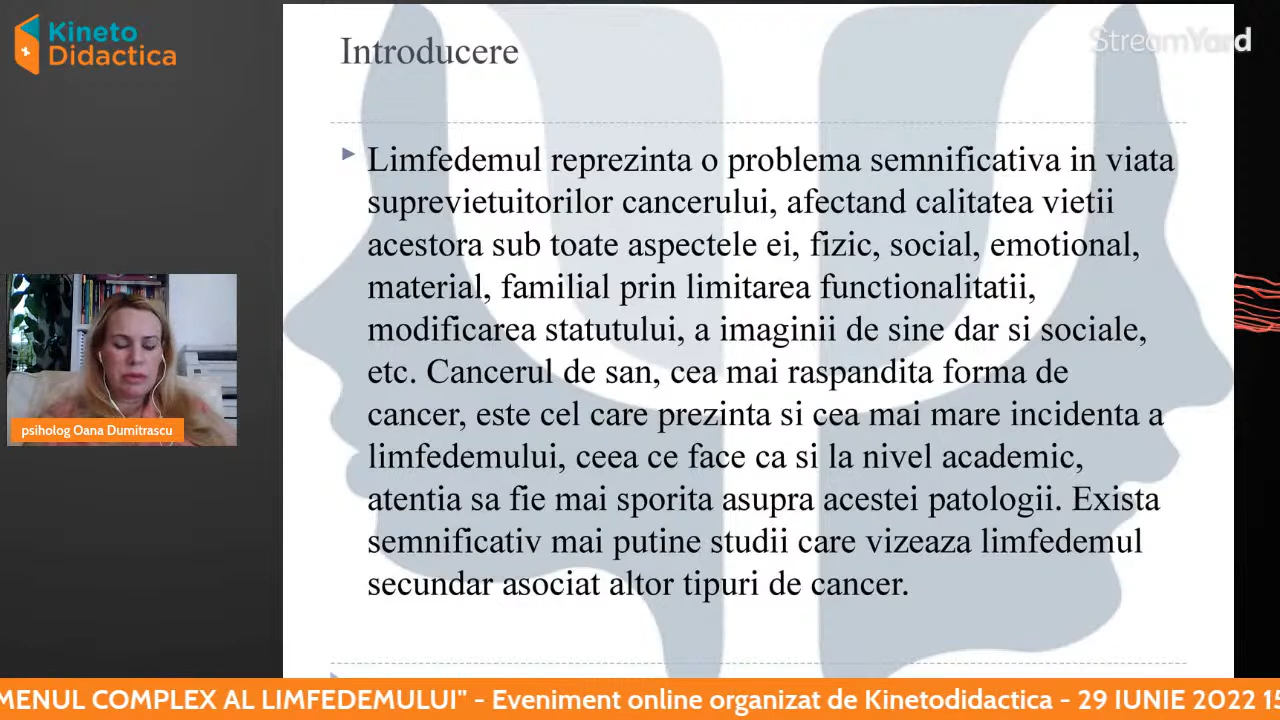 Kineto
Didactica
StreamYard
Introducere
Limfedemul reprezinta o problema semnificativa in viata
suprevietuitorilor cancerului, afectand calitatea vietii
acestora sub toate aspectele ei, fizic, social, emotional,
material, familial prin limitarea functionalitatii,
modificarea statutului, a imaginii de sine dar si sociale,
etc. Cancerul de san, cea mai raspandita forma de
cancer, este cel care prezinta si cea mai mare incidenta a
limfedemului, ceea ce face ca si la nivel academic,
atentia sa fie mai sporita asupra acestei patologii. Exista
semnificativ mai putine studii care vizeaza limfedemul
secundar asociat altor tipuri de cancer.
psiholog Oana Dumitrascu
MENUL COMPLEX AL LIMFEDEMULUI" - Eveniment online organizat de Kinetodidactica - 29 IUNIE 2022 15